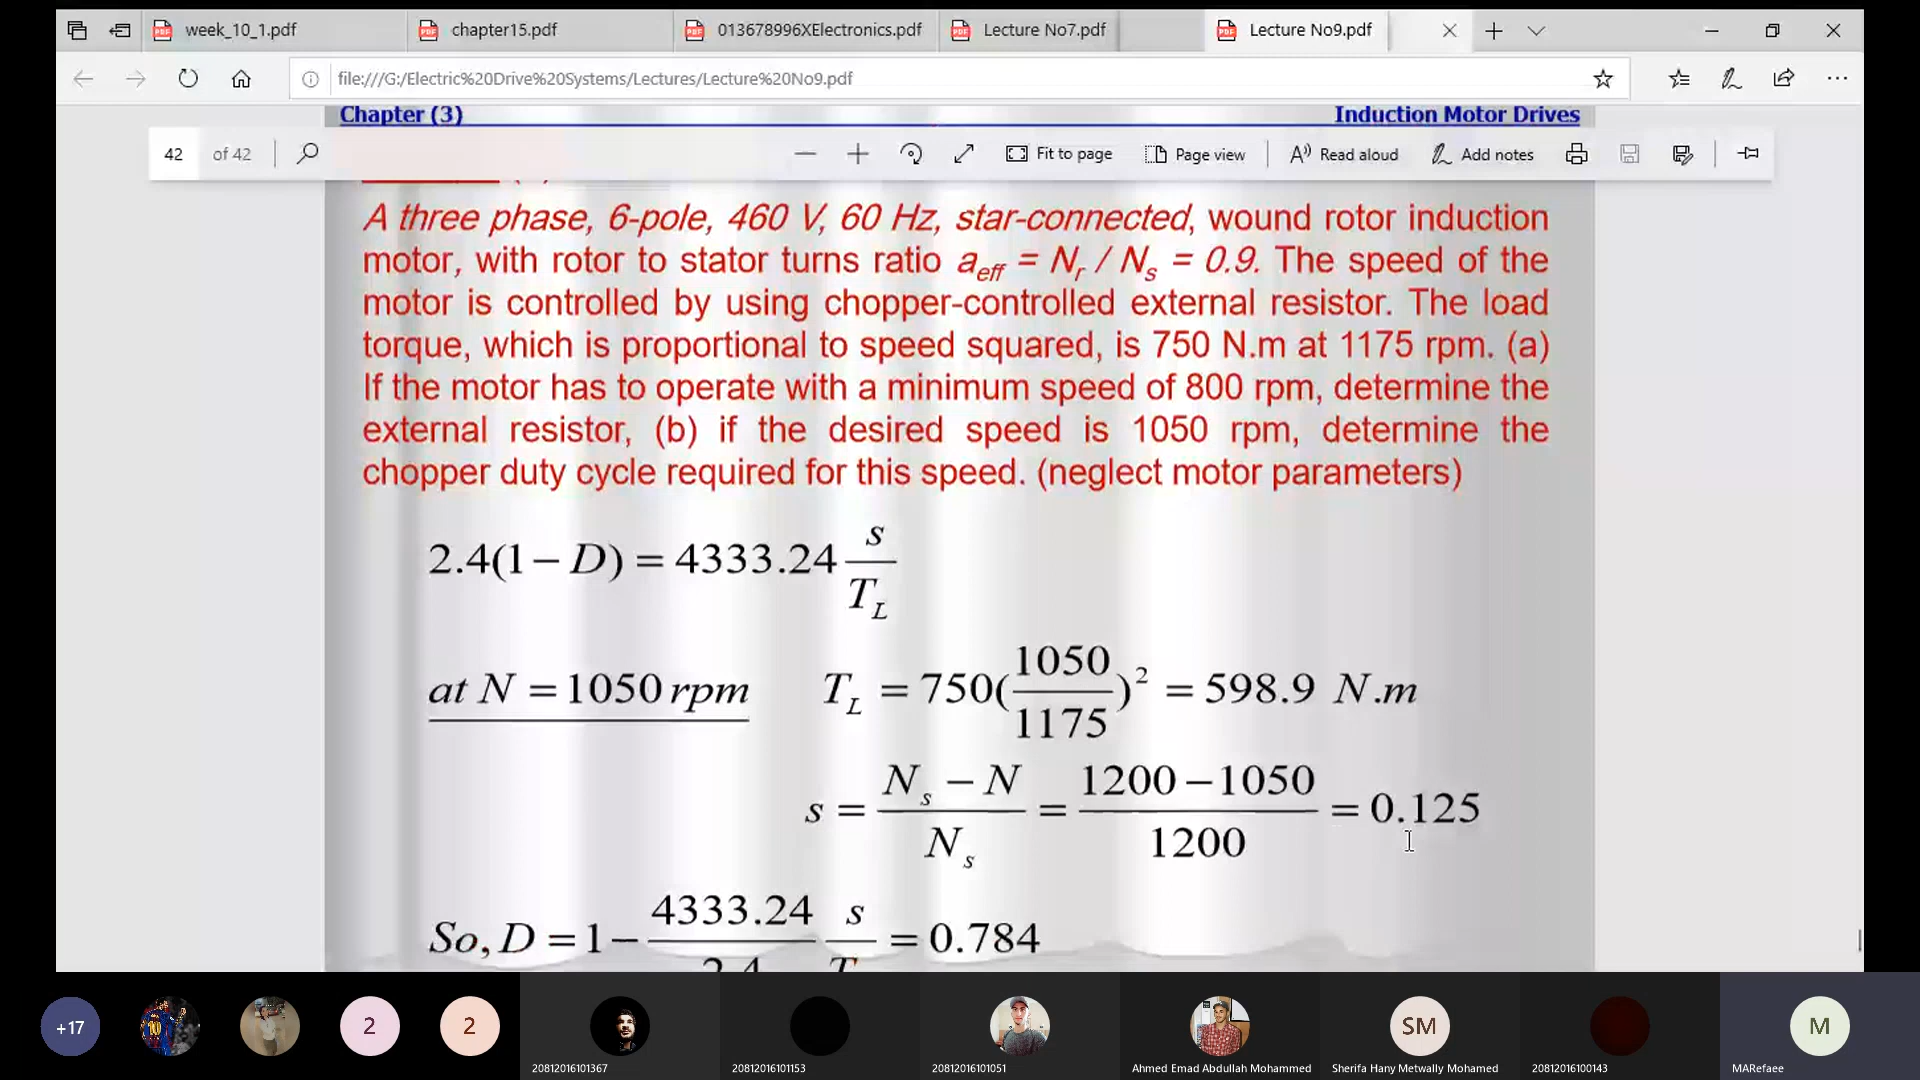 week_10_1.pdf
chapter15.pdf
013678996XElectronics.pdf
Lecture No7.pdf
Lecture No9.pdf
file:///G:/Electric%20Drive%20Systems/Lectures/Lecture%20No9.pdf
Chapter (3) Induction Motor Drives
42 of 42
Fit to page
Page view
Read aloud
Add notes
A three phase, 6-pole, 460 V, 60 Hz, star-connected, wound rotor induction
motor, with rotor to stator turns ratio a_eff = N_r / N_s = 0.9. The speed of the
motor is controlled by using chopper-controlled external resistor. The load
torque, which is proportional to speed squared, is 750 N.m at 1175 rpm. (a)
If the motor has to operate with a minimum speed of 800 rpm, determine the
external resistor, (b) if the desired speed is 1050 rpm, determine the
chopper duty cycle required for this speed. (neglect motor parameters)
2.4(1 − D) = 4333.24 s / T_L
at N = 1050 rpm T_L = 750(1050 / 1175)² = 598.9 N.m
s = (N_s − N) / N_s = (1200 − 1050) / 1200 = 0.125
So, D = 1 − 4333.24 / 2.4 s / T = 0.784
+17
10
2
2
SM
M
20812016101367
20812016101153
20812016101051
Ahmed Emad Abdullah Mohammed
Sherifa Hany Metwally Mohamed
20812016100143
MARefaee